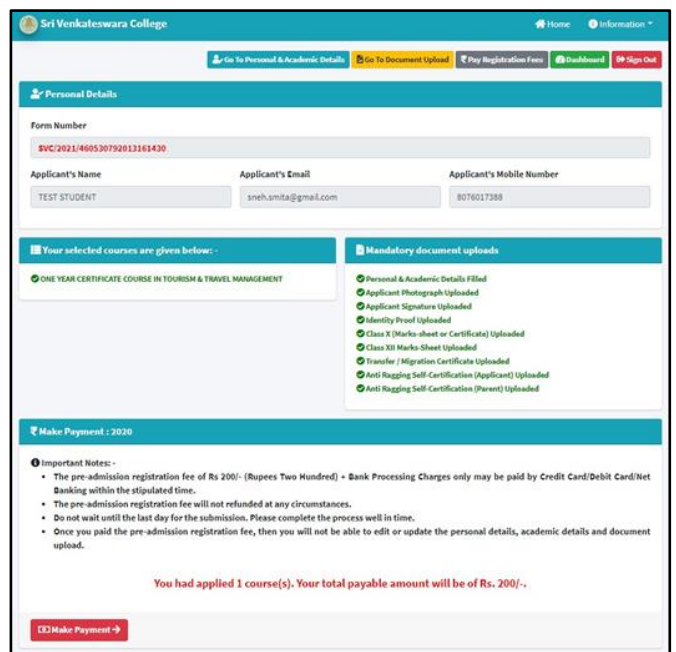 Sri Venkateswara College
Home Information
Go To Personal & Academic Details Go To Document Upload ₹ Pay Registration Fees Dashboard Sign Out
Personal Details
Form Number
SVC/2021/460530792013161430
Applicant's Name Applicant's Email Applicant's Mobile Number
TEST STUDENT sneh.smita@gmail.com 8076017388
Your selected courses are given below: -
ONE YEAR CERTIFICATE COURSE IN TOURISM & TRAVEL MANAGEMENT
Mandatory document uploads
Personal & Academic Details Filled
Applicant Photograph Uploaded
Applicant Signature Uploaded
Identity Proof Uploaded
Class X (Marks-sheet or Certificate) Uploaded
Class XII Marks-Sheet Uploaded
Transfer / Migration Certificate Uploaded
Anti Ragging Self-Certification (Applicant) Uploaded
Anti Ragging Self-Certification (Parent) Uploaded
₹ Make Payment : 2020
Important Notes: -
• The pre-admission registration fee of Rs 200/- (Rupees Two Hundred) + Bank Processing Charges only may be paid by Credit Card/Debit Card/Net
Banking within the stipulated time.
• The pre-admission registration fee will not refunded at any circumstances.
• Do not wait until the last day for the submission. Please complete the process well in time.
• Once you paid the pre-admission registration fee, then you will not be able to edit or update the personal details, academic details and document
upload.
You had applied 1 course(s). Your total payable amount will be of Rs. 200/-.
Make Payment →